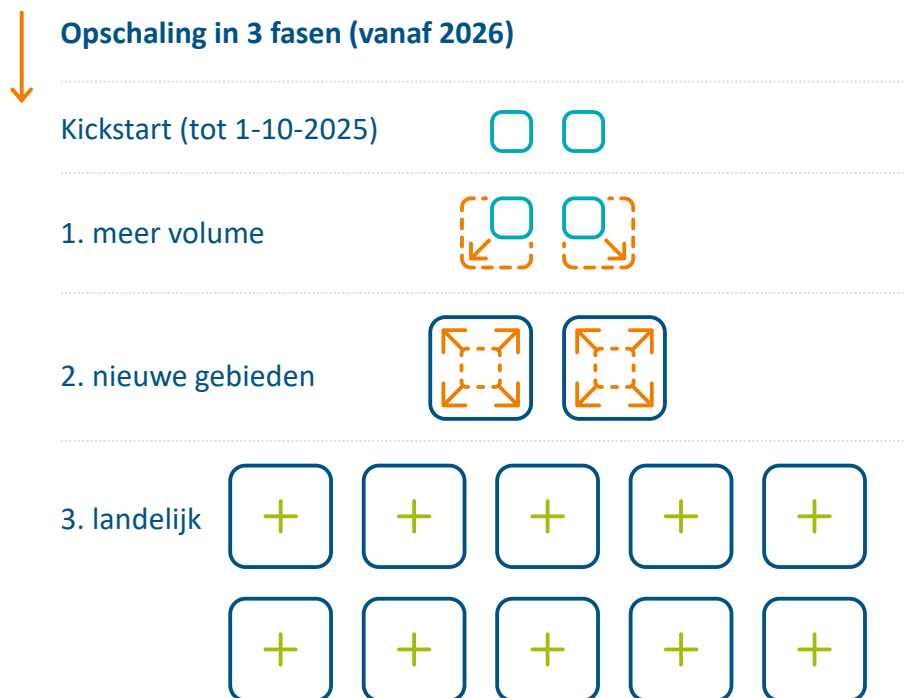 Opschaling in 3 fasen (vanaf 2026)
Kickstart (tot 1-10-2025)
1. meer volume
2. nieuwe gebieden
3. landelijk